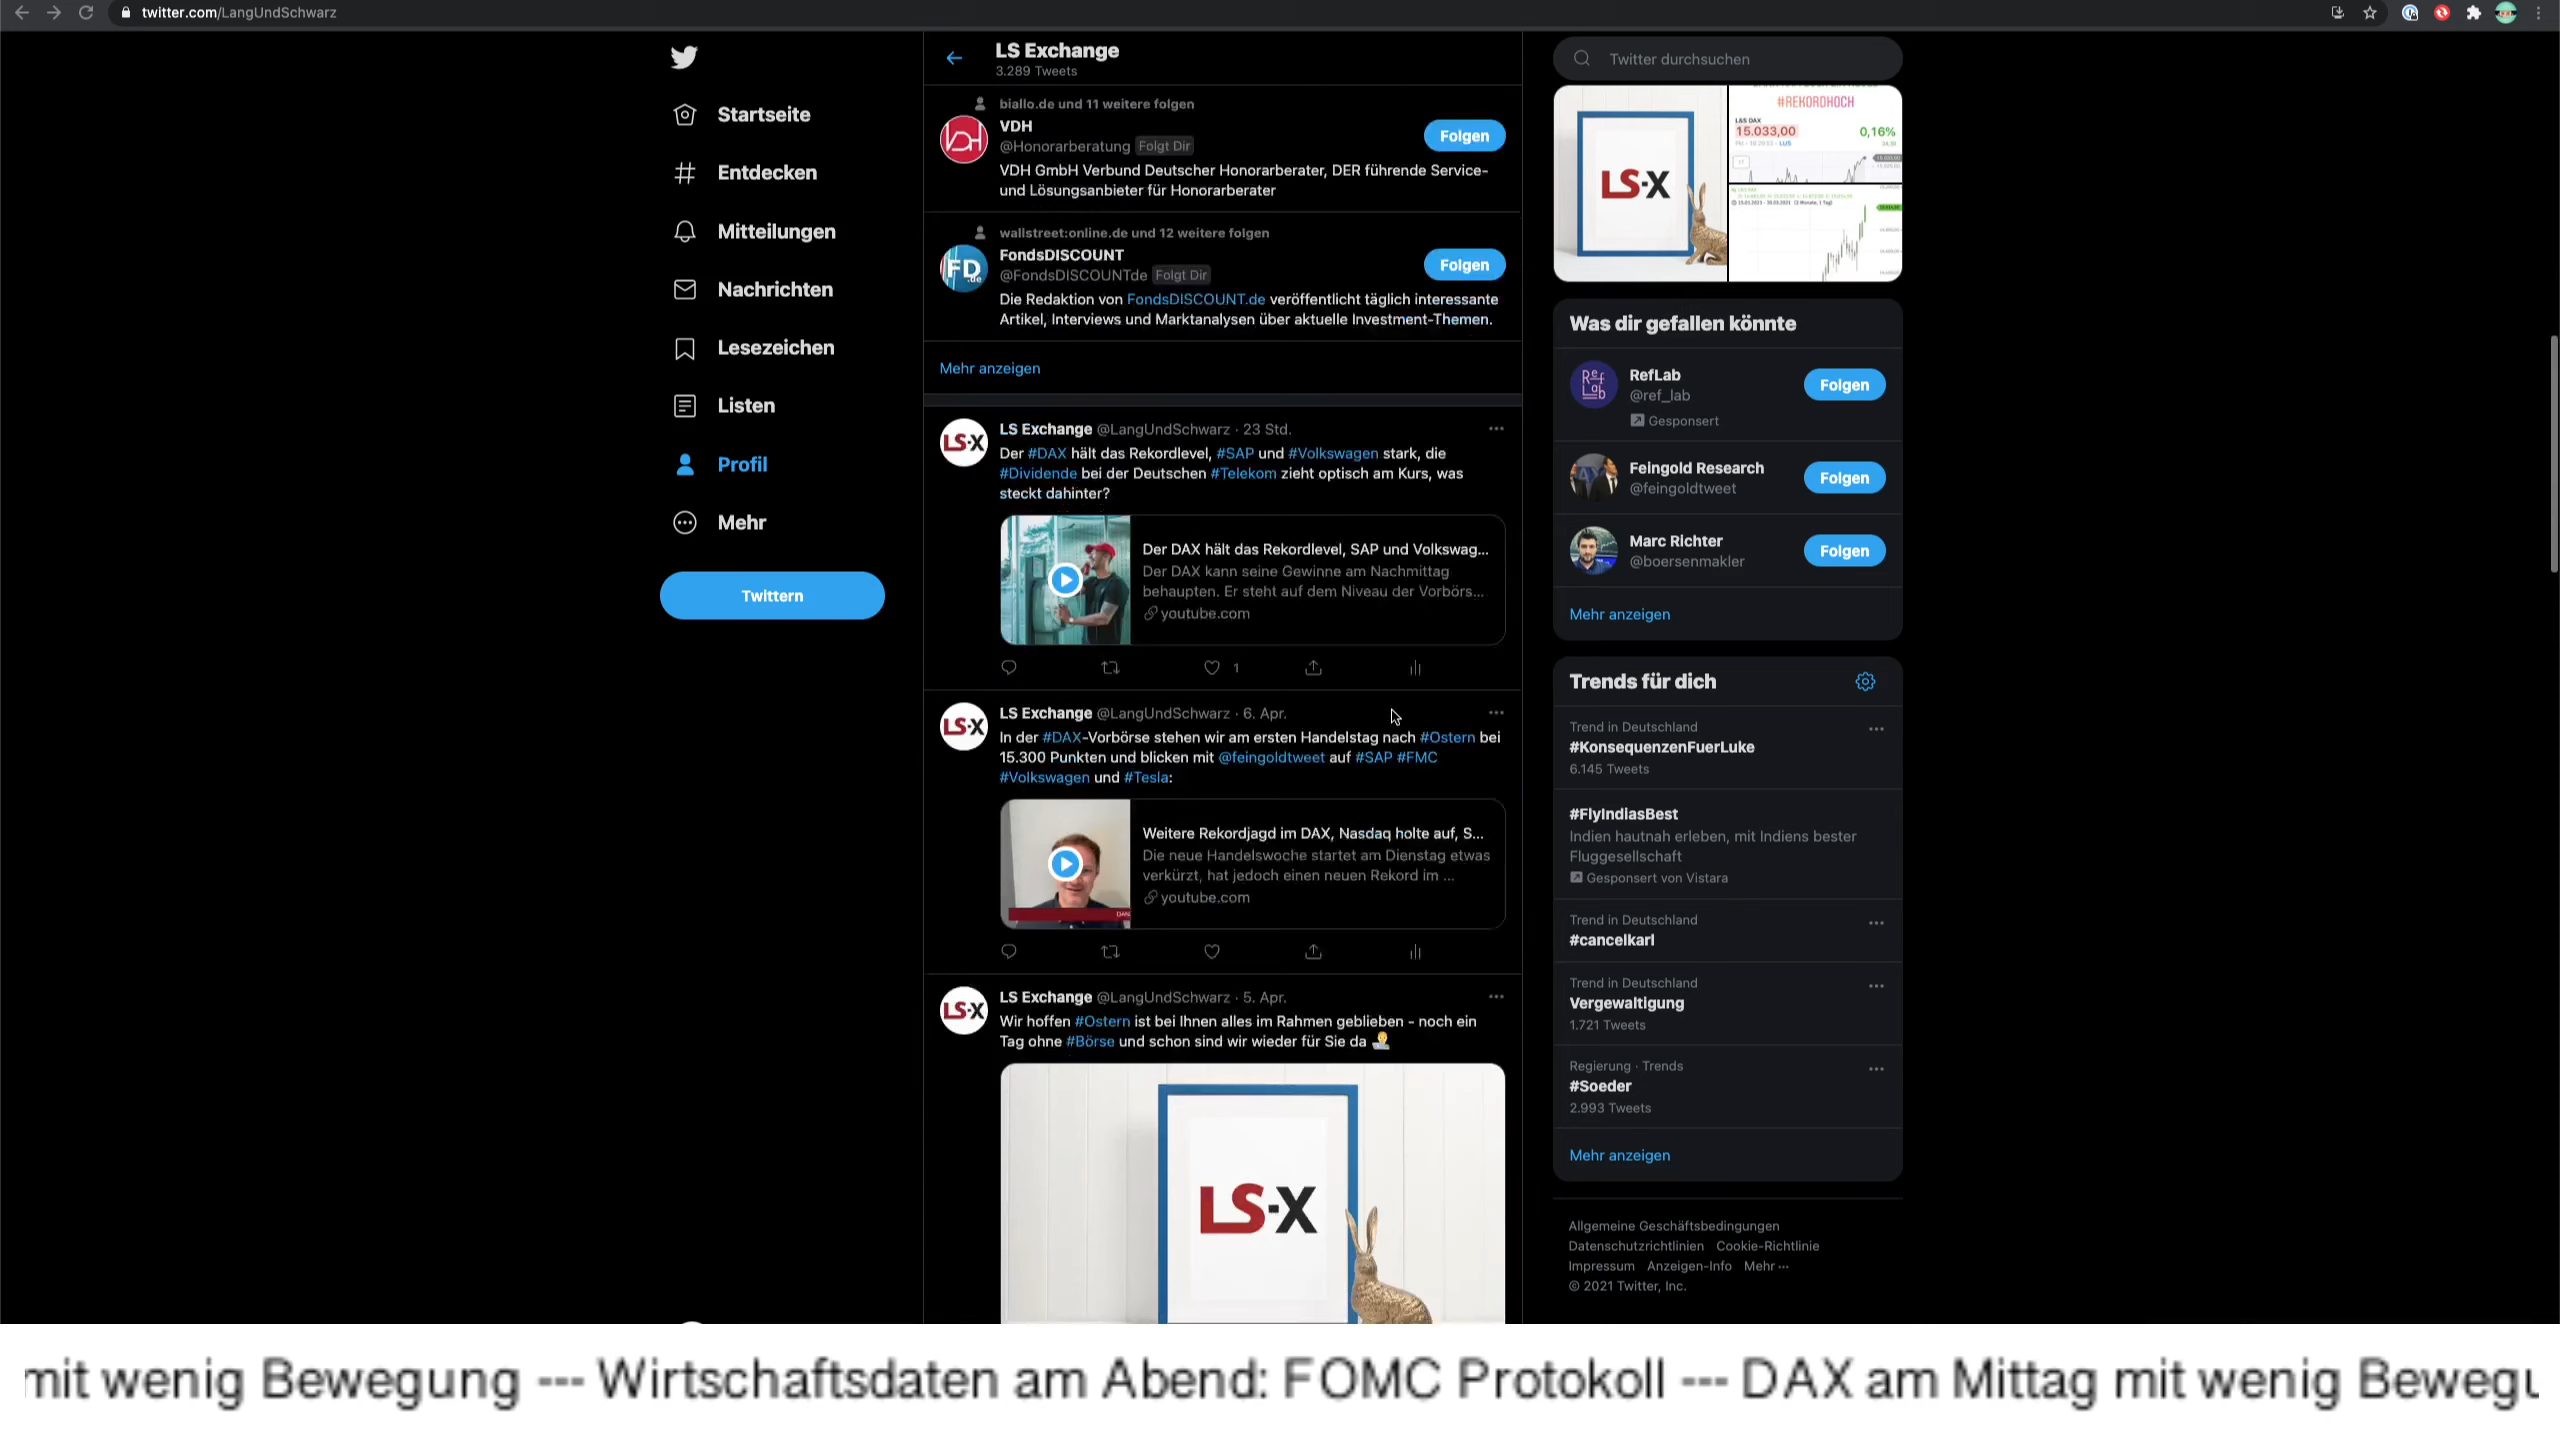 twitter.com/LangUndSchwarz
Startseite
Entdecken
Mitteilungen
Nachrichten
Lesezeichen
Listen
Profil
Mehr
Twittern
LS Exchange
3.289 Tweets
biallo.de und 11 weitere folgen
VDH
@Honorarberatung Folgt Dir
Folgen
VDH GmbH Verbund Deutscher Honorarberater, DER führende Service-
und Lösungsanbieter für Honorarberater
wallstreet:online.de und 12 weitere folgen
FD
.de
FondsDISCOUNT
@FondsDISCOUNTde Folgt Dir
Folgen
Die Redaktion von FondsDISCOUNT.de veröffentlicht täglich interessante
Artikel, Interviews und Marktanalysen über aktuelle Investment-Themen.
Mehr anzeigen
LS-X
LS Exchange @LangUndSchwarz · 23 Std.
Der #DAX hält das Rekordlevel, #SAP und #Volkswagen stark, die
#Dividende bei der Deutschen #Telekom zieht optisch am Kurs, was
steckt dahinter?
Der DAX hält das Rekordlevel, SAP und Volkswag...
Der DAX kann seine Gewinne am Nachmittag
behaupten. Er steht auf dem Niveau der Vorbörs...
youtube.com
1
LS-X
LS Exchange @LangUndSchwarz · 6. Apr.
In der #DAX-Vorbörse stehen wir am ersten Handelstag nach #Ostern bei
15.300 Punkten und blicken mit @feingoldtweet auf #SAP #FMC
#Volkswagen und #Tesla:
Weitere Rekordjagd im DAX, Nasdaq holte auf, S...
Die neue Handelswoche startet am Dienstag etwas
verkürzt, hat jedoch einen neuen Rekord im ...
youtube.com
LS-X
LS Exchange @LangUndSchwarz · 5. Apr.
Wir hoffen #Ostern ist bei Ihnen alles im Rahmen geblieben - noch ein
Tag ohne #Börse und schon sind wir wieder für Sie da
LS-X
Twitter durchsuchen
LS-X
#REKORDHOCH
L&S DAX
15.033,00
0,16%
Was dir gefallen könnte
Ref
Lab
RefLab
@ref_lab
Gesponsert
Folgen
Feingold Research
@feingoldtweet
Folgen
Marc Richter
@boersenmakler
Folgen
Mehr anzeigen
Trends für dich
Trend in Deutschland
#KonsequenzenFuerLuke
6.145 Tweets
#FlyIndiasBest
Indien hautnah erleben, mit Indiens bester
Fluggesellschaft
Gesponsert von Vistara
Trend in Deutschland
#cancelkarl
Trend in Deutschland
Vergewaltigung
1.721 Tweets
Regierung · Trends
#Soeder
2.993 Tweets
Mehr anzeigen
Allgemeine Geschäftsbedingungen
Datenschutzrichtlinien Cookie-Richtlinie
Impressum Anzeigen-Info Mehr ···
© 2021 Twitter, Inc.
mit wenig Bewegung --- Wirtschaftsdaten am Abend: FOMC Protokoll --- DAX am Mittag mit wenig